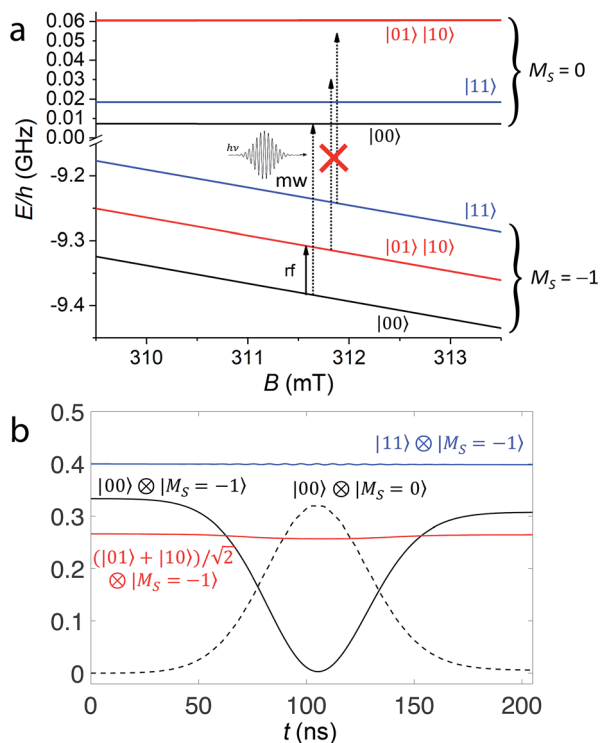 a
0.06
0.05
0.04
0.03
0.02
0.01
0.00
-9.2
-9.3
-9.4
E/h (GHz)
|01⟩ |10⟩
|11⟩
|00⟩
M_S = 0
hν
mw
rf
|11⟩
|01⟩ |10⟩
|00⟩
M_S = −1
310
311
312
313
B (mT)
b
0.5
0.4
0.3
0.2
0.1
0
|11⟩ ⊗ |M_S = −1⟩
|00⟩ ⊗ |M_S = −1⟩
|00⟩ ⊗ |M_S = 0⟩
(|01⟩ + |10⟩)/√2
⊗ |M_S = −1⟩
0
50
100
150
200
t (ns)